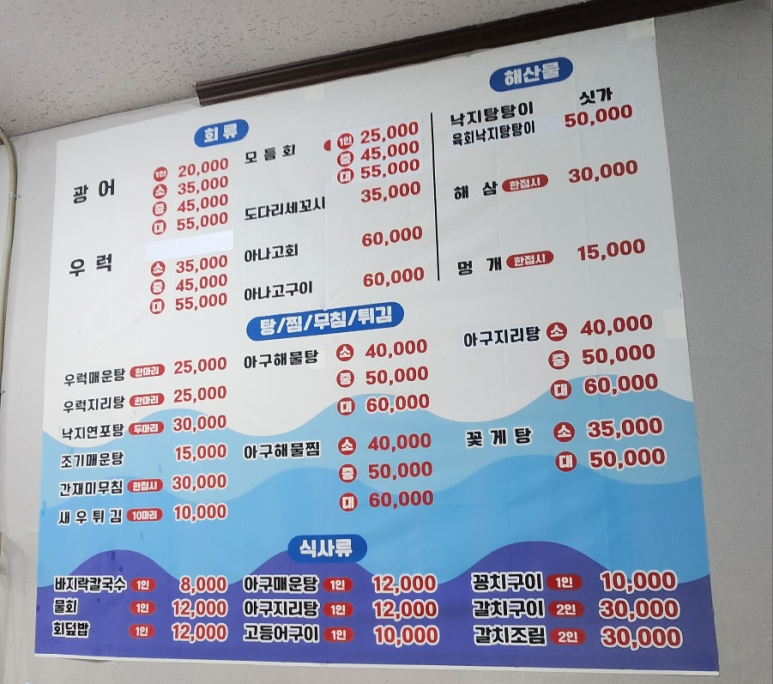 회 류
광 어 1인 20,000
소 35,000
중 45,000
대 55,000
우 럭
소 35,000
중 45,000
대 55,000
모 듬 회 1인 25,000
중 45,000
대 55,000
도다리세꼬시 35,000
아나고회 60,000
아나고구이 60,000
해산물
낙지탕탕이 싯가
육회낙지탕탕이 50,000
해 삼 한접시 30,000
멍 개 한접시 15,000
탕/찜/무침/튀김
우럭매운탕 한마리 25,000
우럭지리탕 한마리 25,000
낙지연포탕 두마리 30,000
조기매운탕 15,000
간재미무침 한접시 30,000
새우튀김 10마리 10,000
아구해물탕 소 40,000
중 50,000
대 60,000
아구해물찜 소 40,000
중 50,000
대 60,000
아구지리탕 소 40,000
중 50,000
대 60,000
꽃게탕 소 35,000
대 50,000
식사류
바지락칼국수 1인 8,000
물회 1인 12,000
회덮밥 1인 12,000
아구매운탕 1인 12,000
아구지리탕 1인 12,000
고등어구이 1인 10,000
꽁치구이 1인 10,000
갈치구이 2인 30,000
갈치조림 2인 30,000